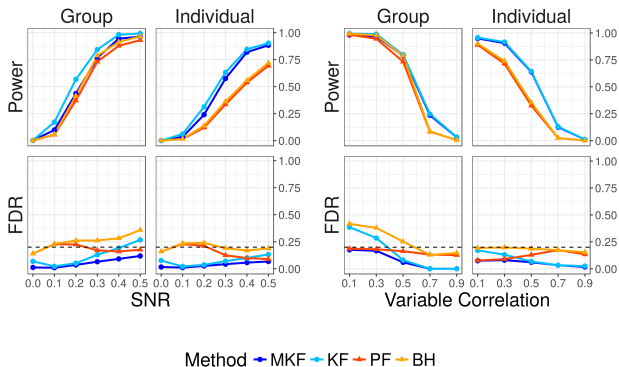 Group Individual Group Individual
Power 1.00 0.75 0.50 0.25 0.00 Power 1.00 0.75 0.50 0.25 0.00
FDR 1.00 0.75 0.50 0.25 0.00 FDR 1.00 0.75 0.50 0.25 0.00
0.0 0.1 0.2 0.3 0.4 0.5 0.0 0.1 0.2 0.3 0.4 0.5 0.1 0.3 0.5 0.7 0.9 0.1 0.3 0.5 0.7 0.9
SNR Variable Correlation
Method MKF KF PF BH